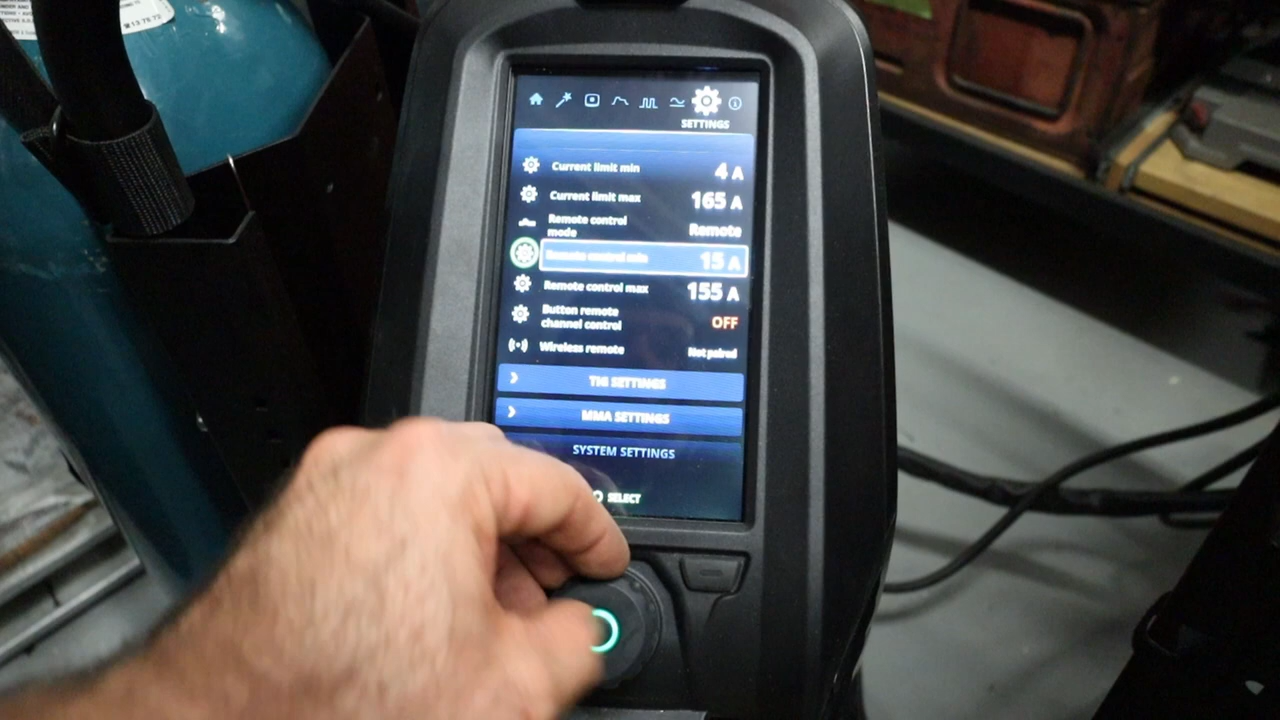 SETTINGS
Current limit min 4 A
Current limit max 165 A
Remote control
mode Remote
Remote control min 15 A
Remote control max 155 A
Button remote
channel control OFF
Wireless remote Not paired
TIG SETTINGS
MMA SETTINGS
SYSTEM SETTINGS
SELECT